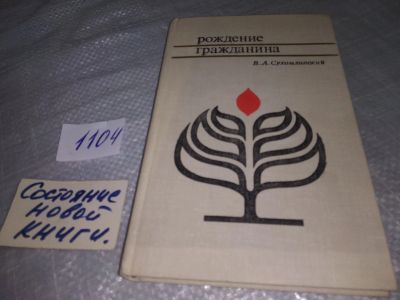 рождение
гражданина
В. А. Сухомлинский
1104
Состояние
новой
книги.